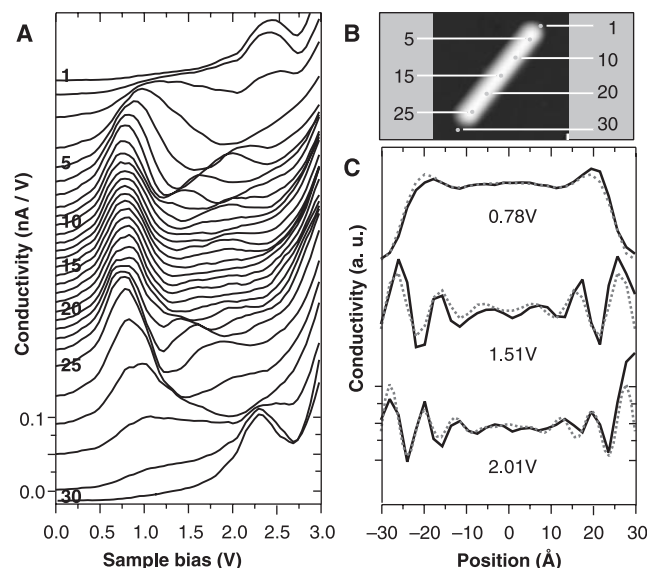 A
Conductivity (nA / V)
1
5
10
15
20
25
30
0.1
0.0
0.0 0.5 1.0 1.5 2.0 2.5 3.0
Sample bias (V)
B
1
5
10
15
20
25
30
C
Conductivity (a. u.)
0.78V
1.51V
2.01V
−30 −20 −10 0 10 20 30
Position (Å)